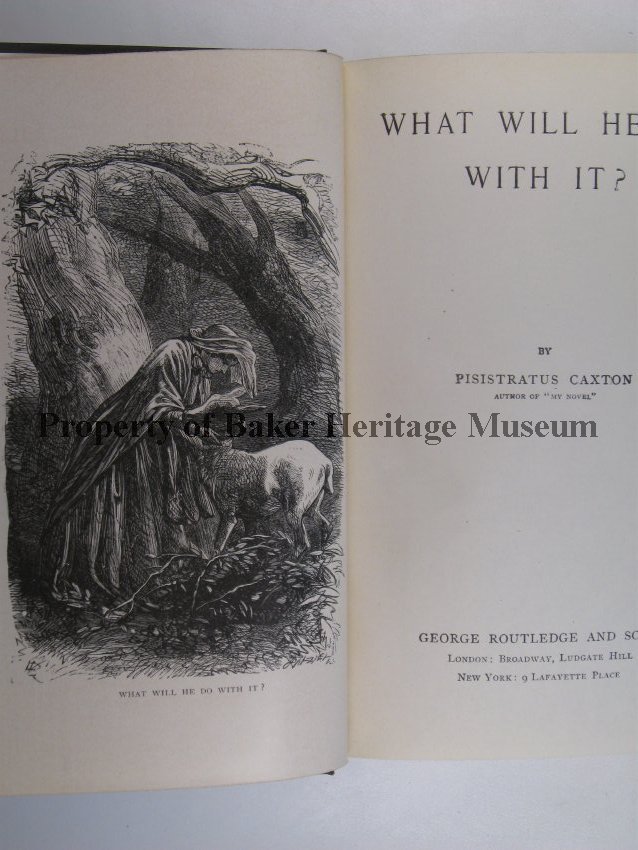 WHAT WILL HE DO WITH IT?
WHAT WILL HE
WITH IT?
BY
PISISTRATUS CAXTON
AUTHOR OF "MY NOVEL"
Property of Baker Heritage Museum
GEORGE ROUTLEDGE AND SO
LONDON: BROADWAY, LUDGATE HILL
NEW YORK: 9 LAFAYETTE PLACE